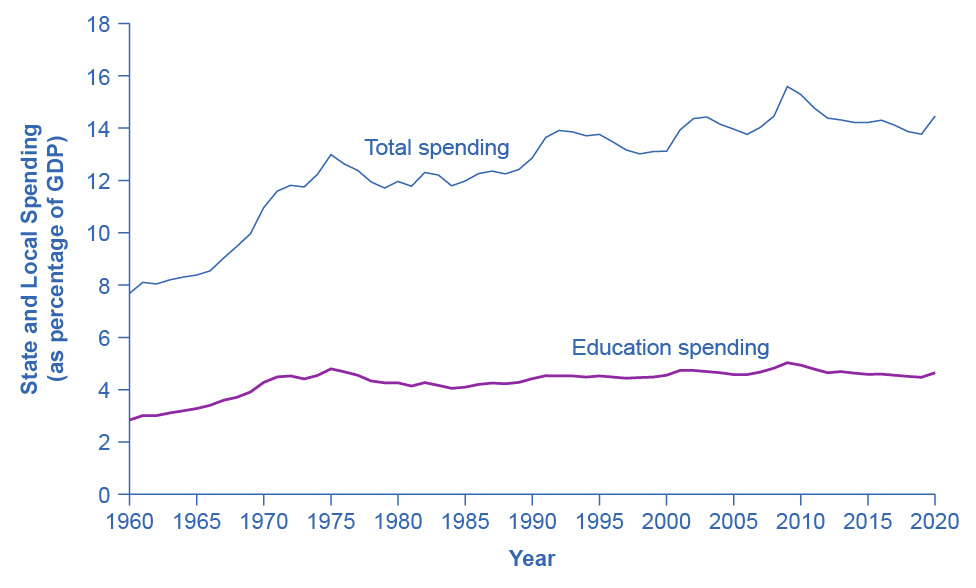 State and Local Spending
(as percentage of GDP)
18
16
14
12
10
8
6
4
2
0
Total spending
Education spending
1960 1965 1970 1975 1980 1985 1990 1995 2000 2005 2010 2015 2020
Year